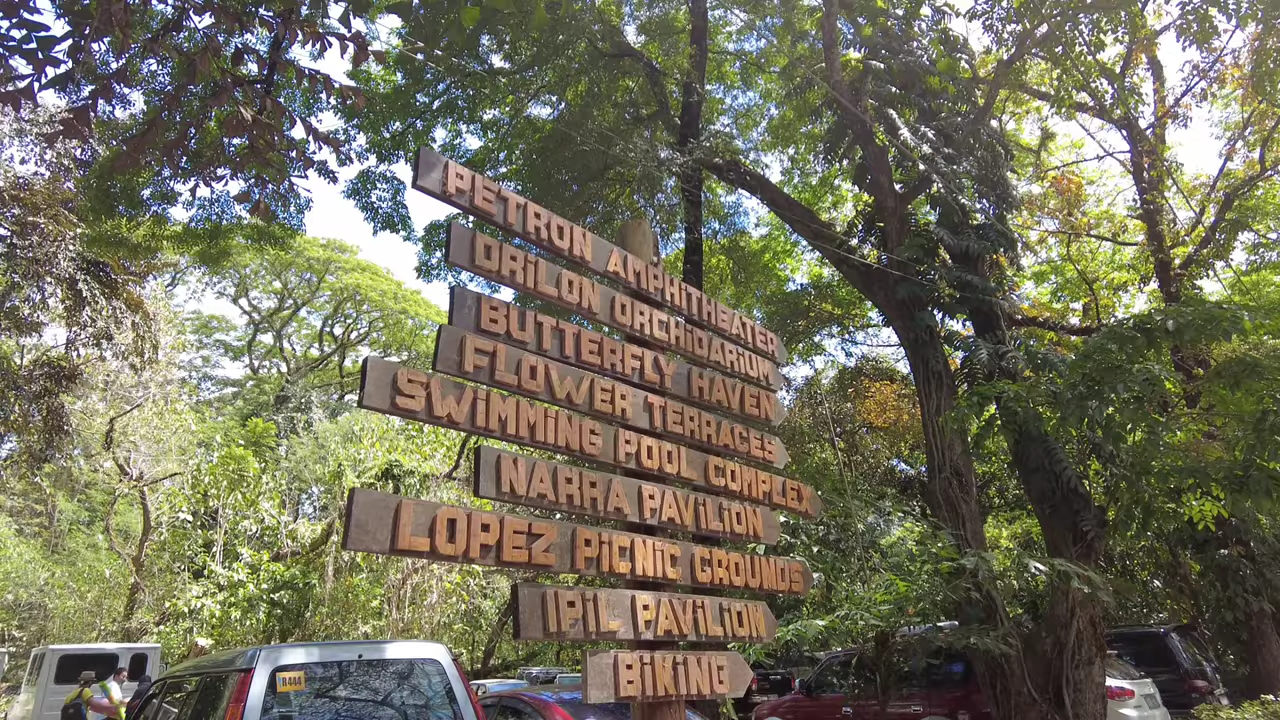 PETRON AMPHITHEATER
ORiLON ORCHiDARiUM
BUTTERFLY HAVEN
FLOWER TERRACES
SWiMMiNG POOL COMPLEX
NARRA PAViLiON
LOPEZ PiCNiC GROUNDS
IPiL PAViLiON
BiKiNG
R444